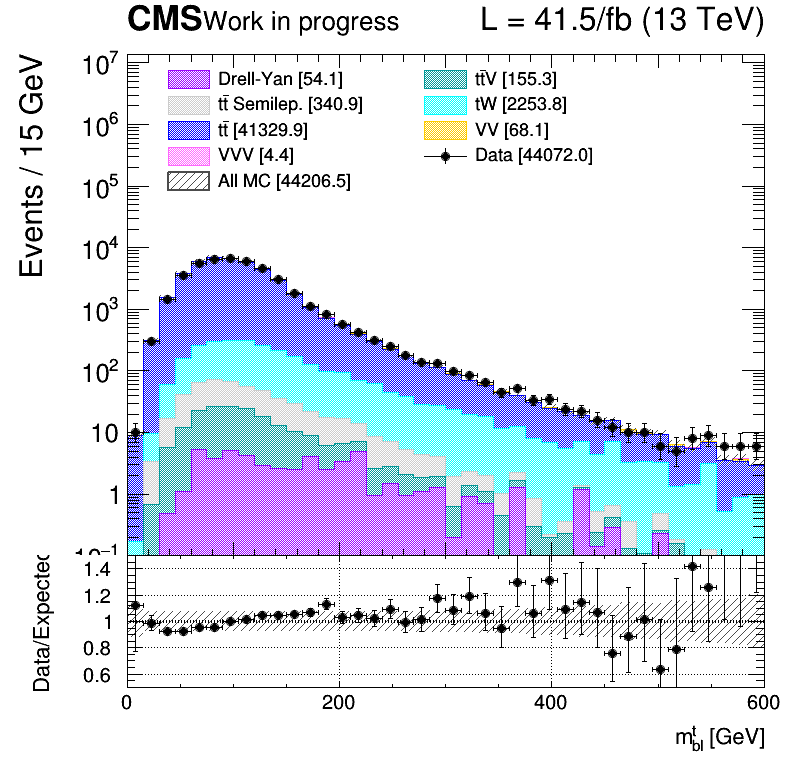 CMS Work in progress L = 41.5/fb (13 TeV)
Events / 15 GeV
10⁷
10⁶
10⁵
10⁴
10³
10²
10
1
10⁻¹
Drell-Yan [54.1]
tt̄ Semilep. [340.9]
tt̄ [41329.9]
VVV [4.4]
All MC [44206.5]
tt̄V [155.3]
tW [2253.8]
VV [68.1]
Data [44072.0]
Data/Expected
1.4
1.2
1
0.8
0.6
0 200 400 600
m^t_bl [GeV]